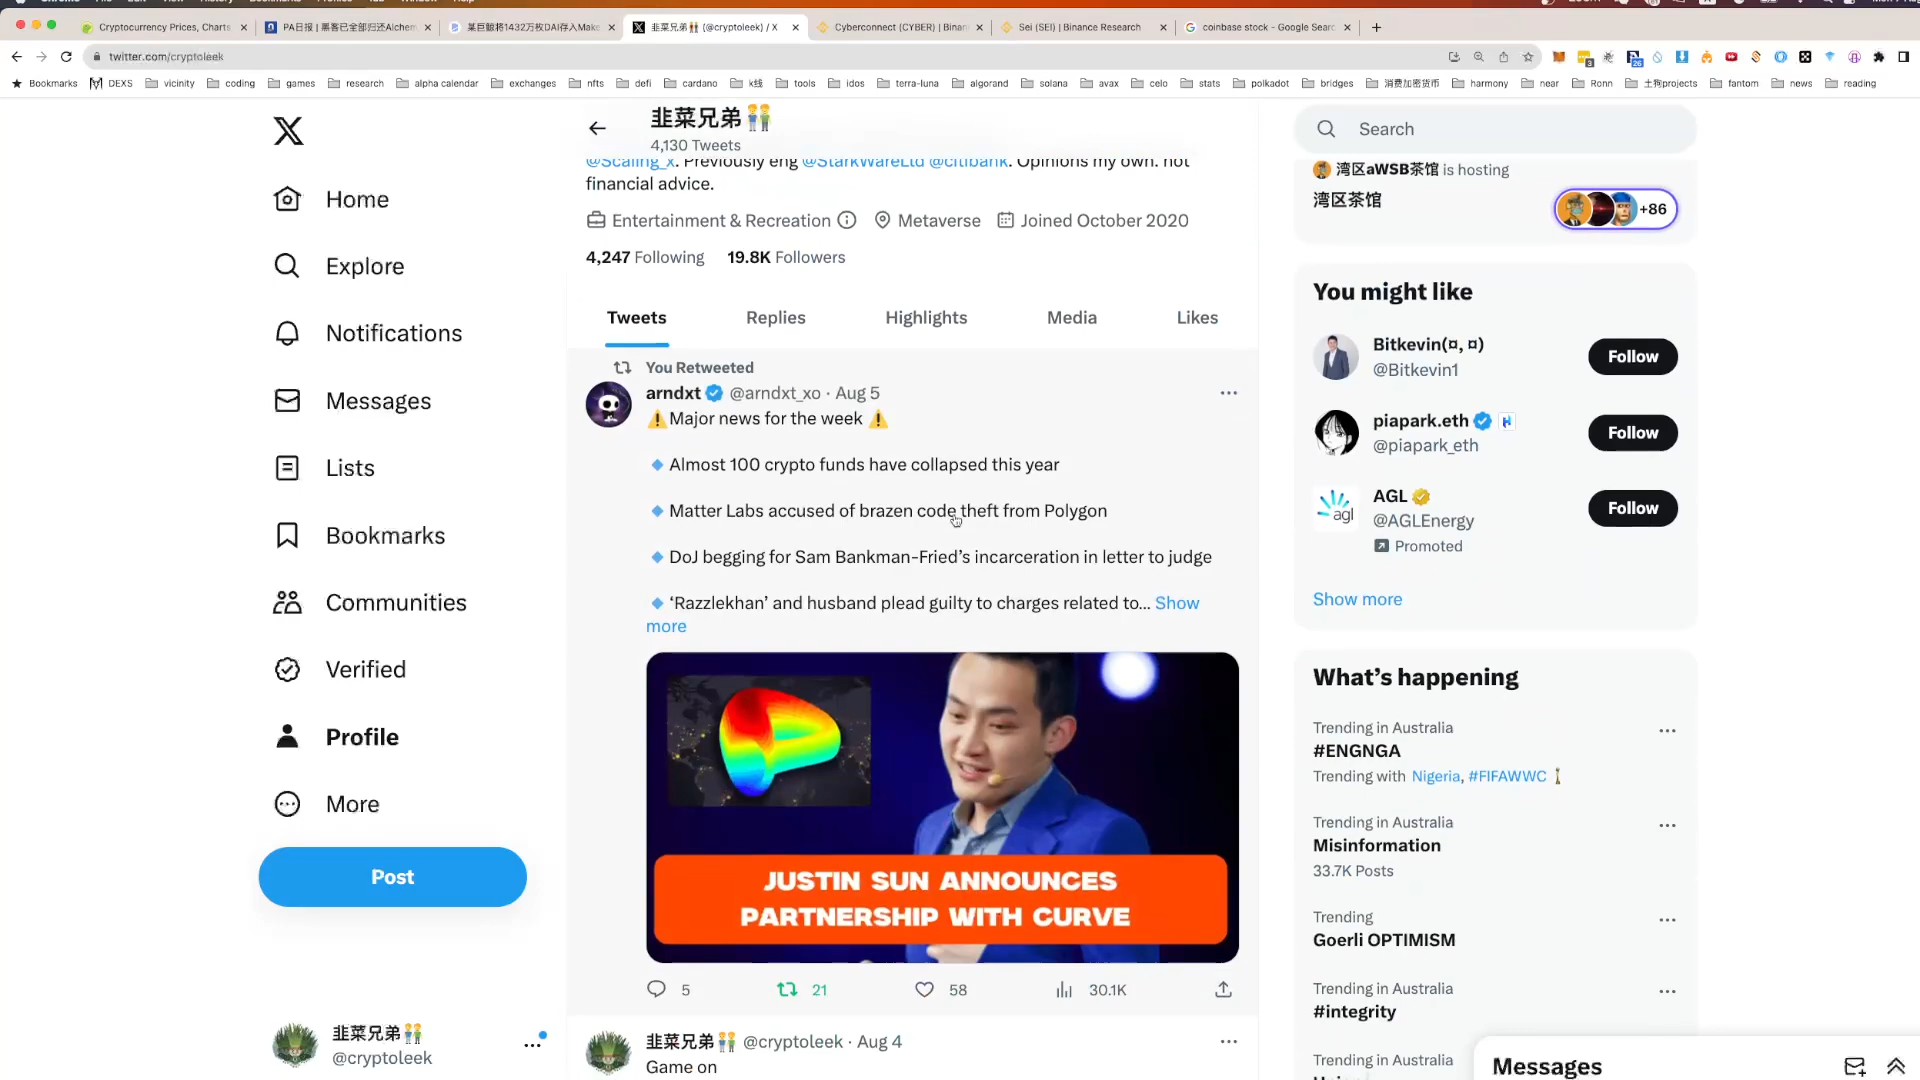 Cryptocurrency Prices, Charts
PA日报 | 黑客已全部归还Alchem
某巨鲸将1432万枚DAI存入Make
韭菜兄弟 (@cryptoleek) / X
Cyberconnect (CYBER) | Binan
Sei (SEI) | Binance Research
coinbase stock - Google Searc
twitter.com/cryptoleek
Bookmarks
DEXS
vicinity
coding
games
research
alpha calendar
exchanges
nfts
defi
cardano
k线
tools
idos
terra-luna
algorand
solana
avax
celo
stats
polkadot
bridges
消费加密货币
harmony
near
Ronn
土狗projects
fantom
news
reading
Home
Explore
Notifications
Messages
Lists
Bookmarks
Communities
Verified
Profile
More
Post
韭菜兄弟
@cryptoleek
韭菜兄弟
4,130 Tweets
@Scaling_x. Previously eng @StarkWareLtd @citibank. Opinions my own. not
financial advice.
Entertainment & Recreation Metaverse Joined October 2020
4,247 Following 19.8K Followers
Tweets Replies Highlights Media Likes
You Retweeted
arndxt @arndxt_xo · Aug 5
⚠️Major news for the week ⚠️
🔹Almost 100 crypto funds have collapsed this year
🔹Matter Labs accused of brazen code theft from Polygon
🔹DoJ begging for Sam Bankman-Fried’s incarceration in letter to judge
🔹‘Razzlekhan’ and husband plead guilty to charges related to... Show
more
JUSTIN SUN ANNOUNCES
PARTNERSHIP WITH CURVE
5 21 58 30.1K
韭菜兄弟 @cryptoleek · Aug 4
Game on
Search
湾区aWSB茶馆 is hosting
湾区茶馆
+86
You might like
Bitkevin(¤, ¤)
@Bitkevin1
Follow
piapark.eth
@piapark_eth
Follow
agl
AGL
@AGLEnergy
Promoted
Follow
Show more
What’s happening
Trending in Australia
#ENGNGA
Trending with Nigeria, #FIFAWWC
Trending in Australia
Misinformation
33.7K Posts
Trending
Goerli OPTIMISM
Trending in Australia
#integrity
Trending in Australia
Messages